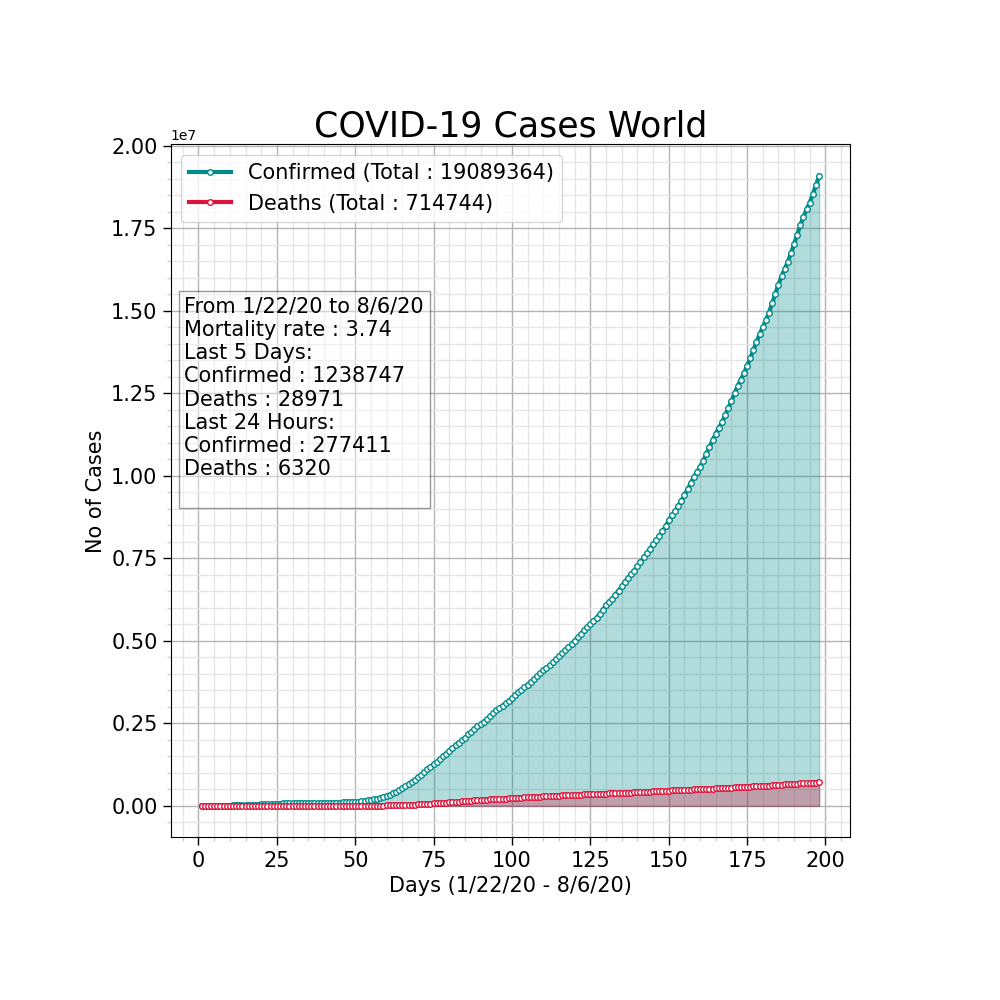 COVID-19 Cases World
1e7
2.00
1.75
1.50
1.25
1.00
0.75
0.50
0.25
0.00
No of Cases
Confirmed (Total : 19089364)
Deaths (Total : 714744)
From 1/22/20 to 8/6/20
Mortality rate : 3.74
Last 5 Days:
Confirmed : 1238747
Deaths : 28971
Last 24 Hours:
Confirmed : 277411
Deaths : 6320
0 25 50 75 100 125 150 175 200
Days (1/22/20 - 8/6/20)